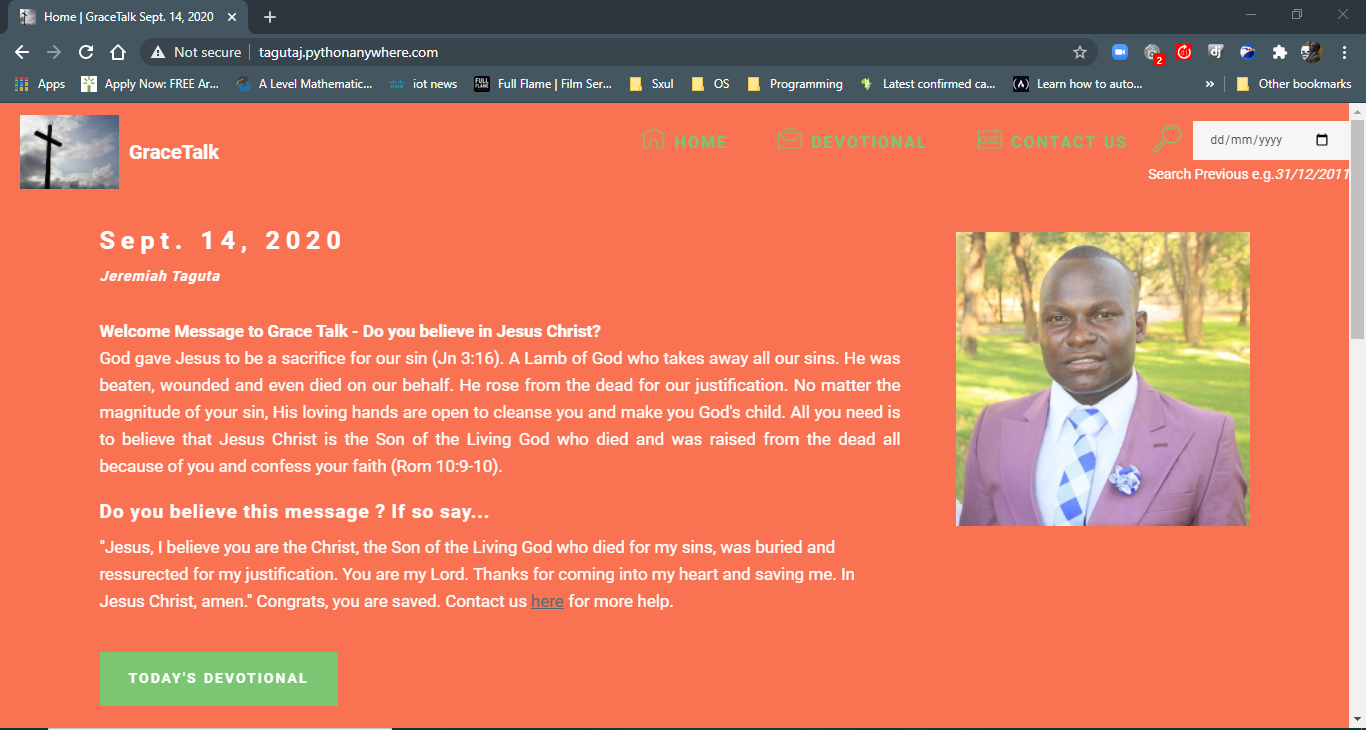 Home | GraceTalk Sept. 14, 2020
Not secure | tagutaj.pythonanywhere.com
2
Apps Apply Now: FREE Ar... A Level Mathematic... iot news FULL FLAME Full Flame | Film Ser... Sxul OS Programming Latest confirmed ca... (A) Learn how to auto... » Other bookmarks
GraceTalk
HOME DEVOTIONAL CONTACT US dd/mm/yyyy
Search Previous e.g.31/12/2011
Sept. 14, 2020
Jeremiah Taguta
Welcome Message to Grace Talk - Do you believe in Jesus Christ?
God gave Jesus to be a sacrifice for our sin (Jn 3:16). A Lamb of God who takes away all our sins. He was
beaten, wounded and even died on our behalf. He rose from the dead for our justification. No matter the
magnitude of your sin, His loving hands are open to cleanse you and make you God's child. All you need is
to believe that Jesus Christ is the Son of the Living God who died and was raised from the dead all
because of you and confess your faith (Rom 10:9-10).
Do you believe this message ? If so say...
"Jesus, I believe you are the Christ, the Son of the Living God who died for my sins, was buried and
ressurected for my justification. You are my Lord. Thanks for coming into my heart and saving me. In
Jesus Christ, amen." Congrats, you are saved. Contact us here for more help.
TODAY'S DEVOTIONAL